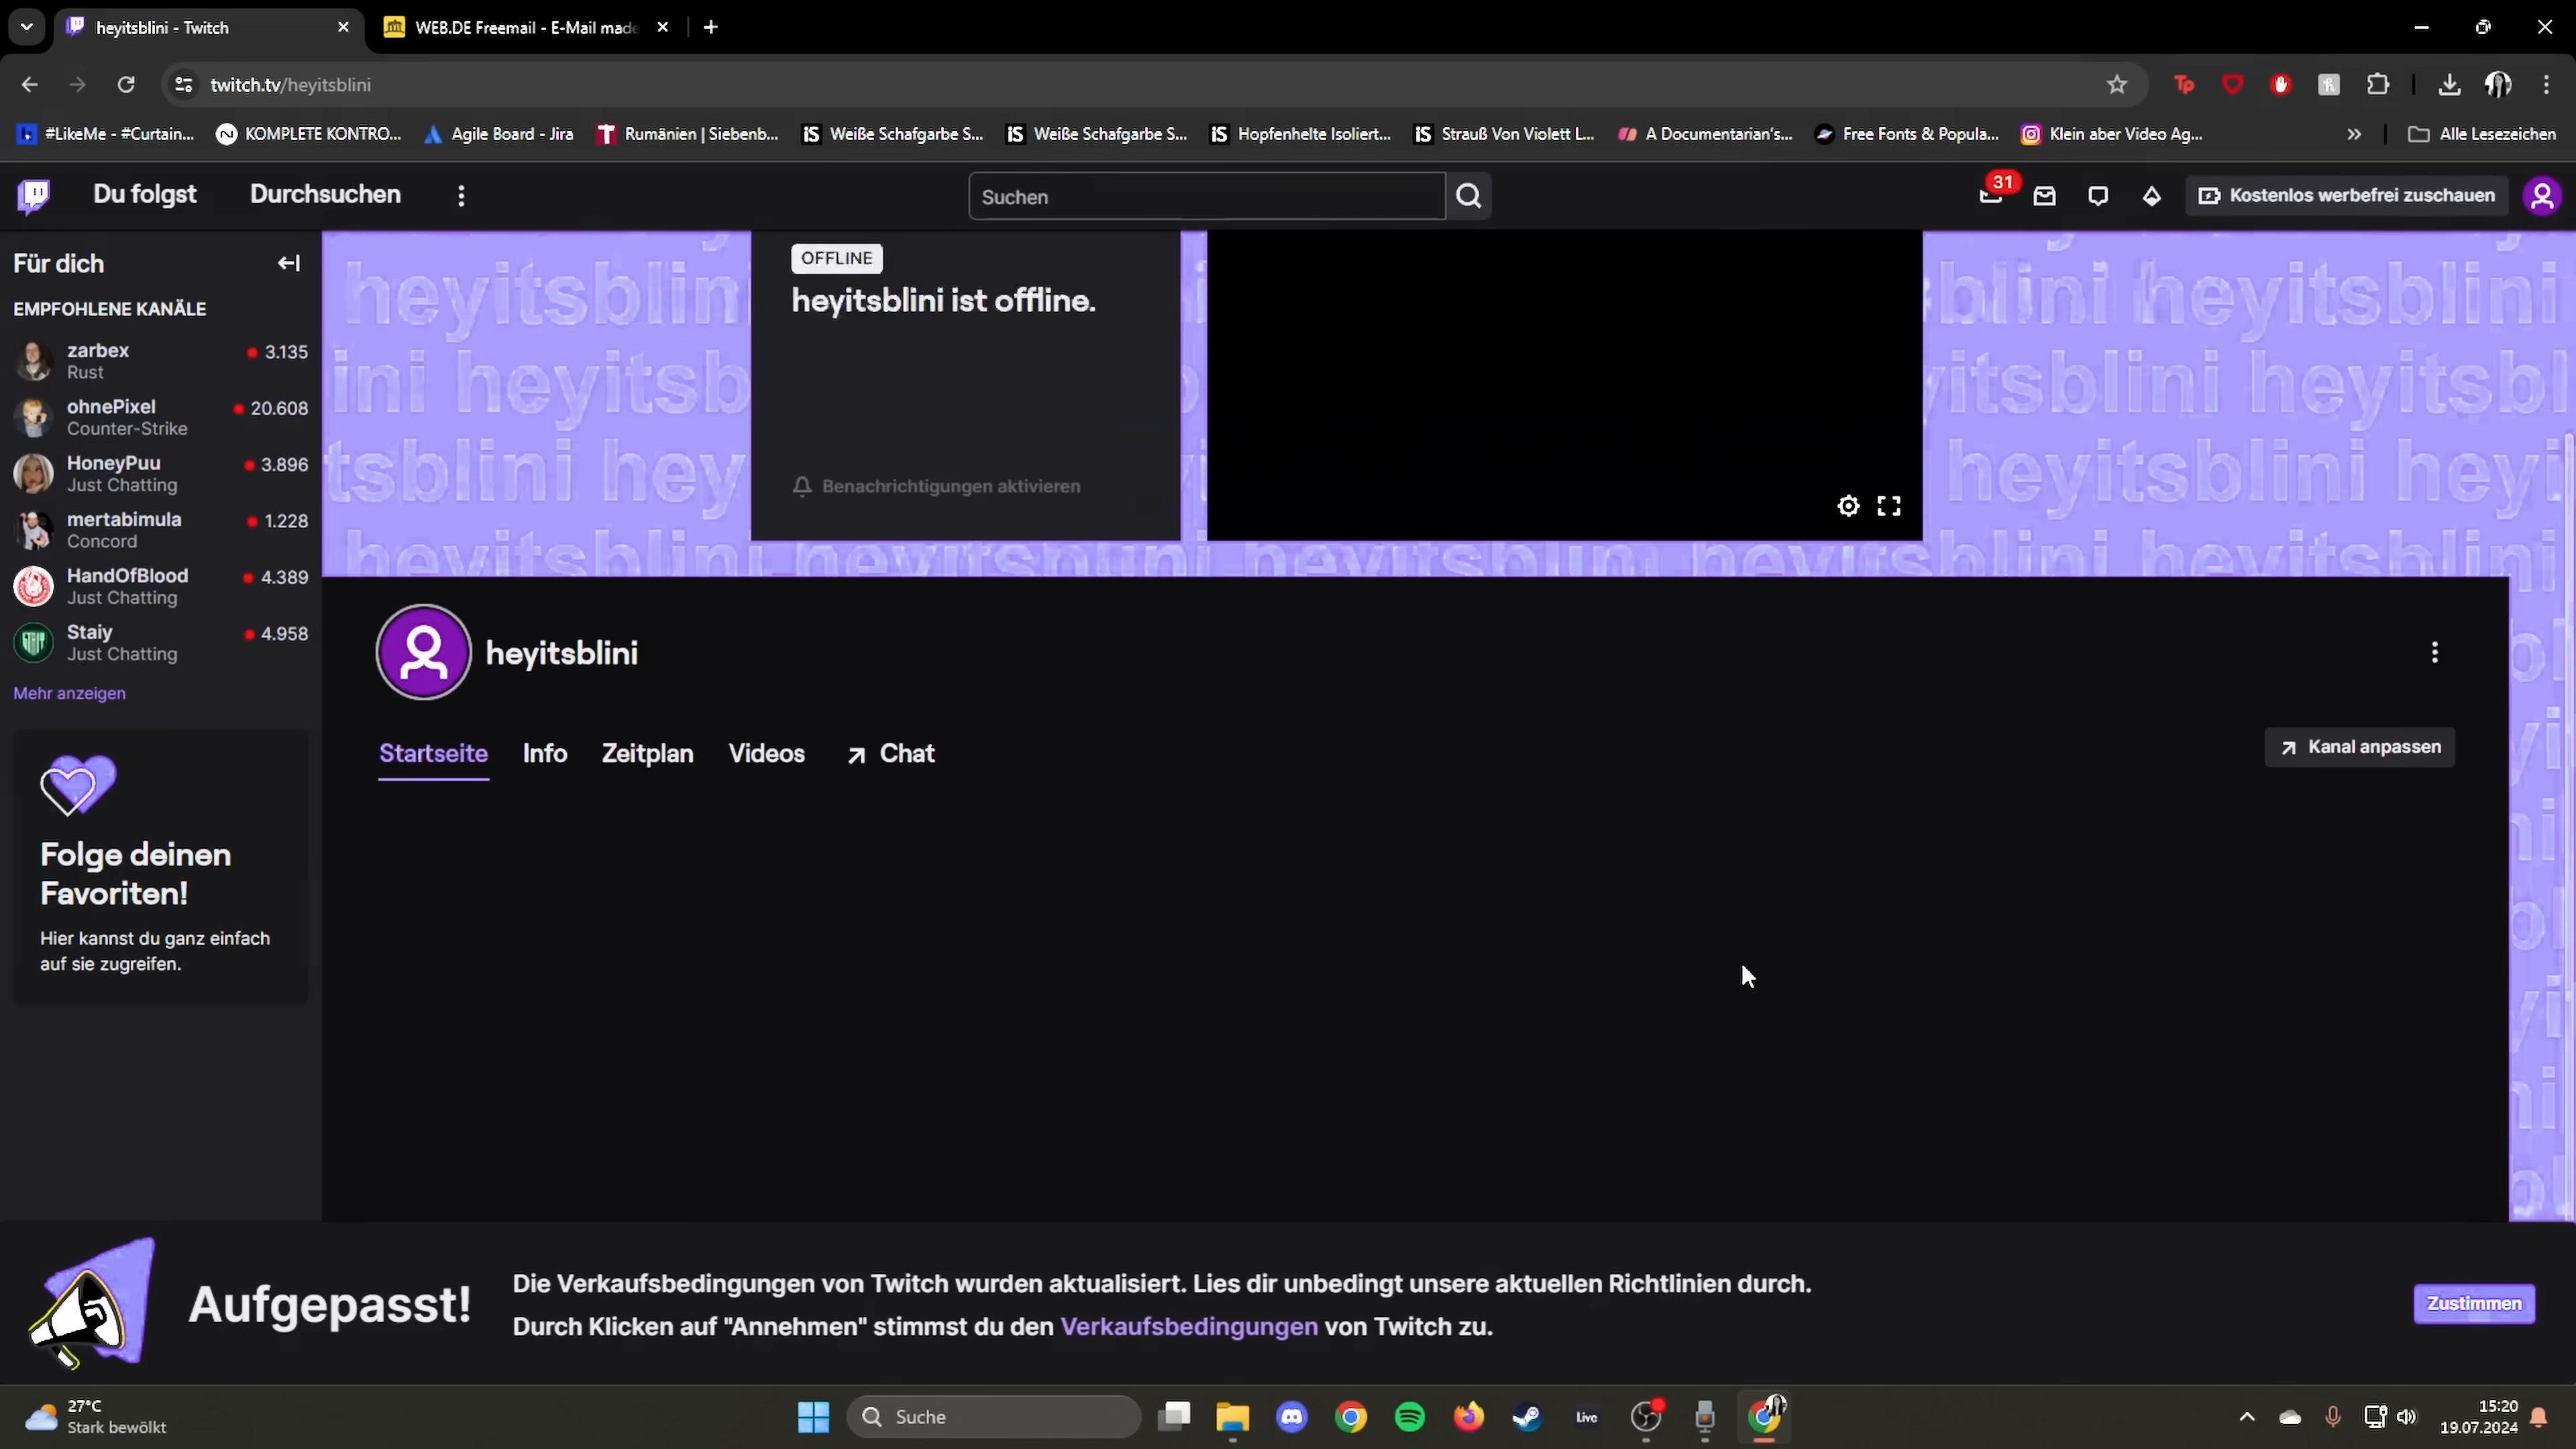 heyitsblini - Twitch
WEB.DE Freemail - E-Mail made
twitch.tv/heyitsblini
#LikeMe - #Curtain...
KOMPLETE KONTRO...
Agile Board - Jira
Rumänien | Siebenb...
Weiße Schafgarbe S...
Weiße Schafgarbe S...
Hopfenhelte Isoliert...
Strauß Von Violett L...
A Documentarian's...
Free Fonts & Popula...
Klein aber Video Ag...
Alle Lesezeichen
Du folgst
Durchsuchen
Suchen
31
Kostenlos werbefrei zuschauen
Für dich
EMPFOHLENE KANÄLE
zarbex
3.135
Rust
ohnePixel
20.608
Counter-Strike
HoneyPuu
3.896
Just Chatting
mertabimula
1.228
Concord
HandOfBlood
4.389
Just Chatting
Staiy
4.958
Just Chatting
Mehr anzeigen
Folge deinen
Favoriten!
Hier kannst du ganz einfach
auf sie zugreifen.
OFFLINE
heyitsblini ist offline.
Benachrichtigungen aktivieren
heyitsblini
Startseite
Info
Zeitplan
Videos
Chat
Kanal anpassen
Aufgepasst!
Die Verkaufsbedingungen von Twitch wurden aktualisiert. Lies dir unbedingt unsere aktuellen Richtlinien durch.
Durch Klicken auf "Annehmen" stimmst du den Verkaufsbedingungen von Twitch zu.
Zustimmen
27°C
Stark bewölkt
Suche
Live
15:20
19.07.2024